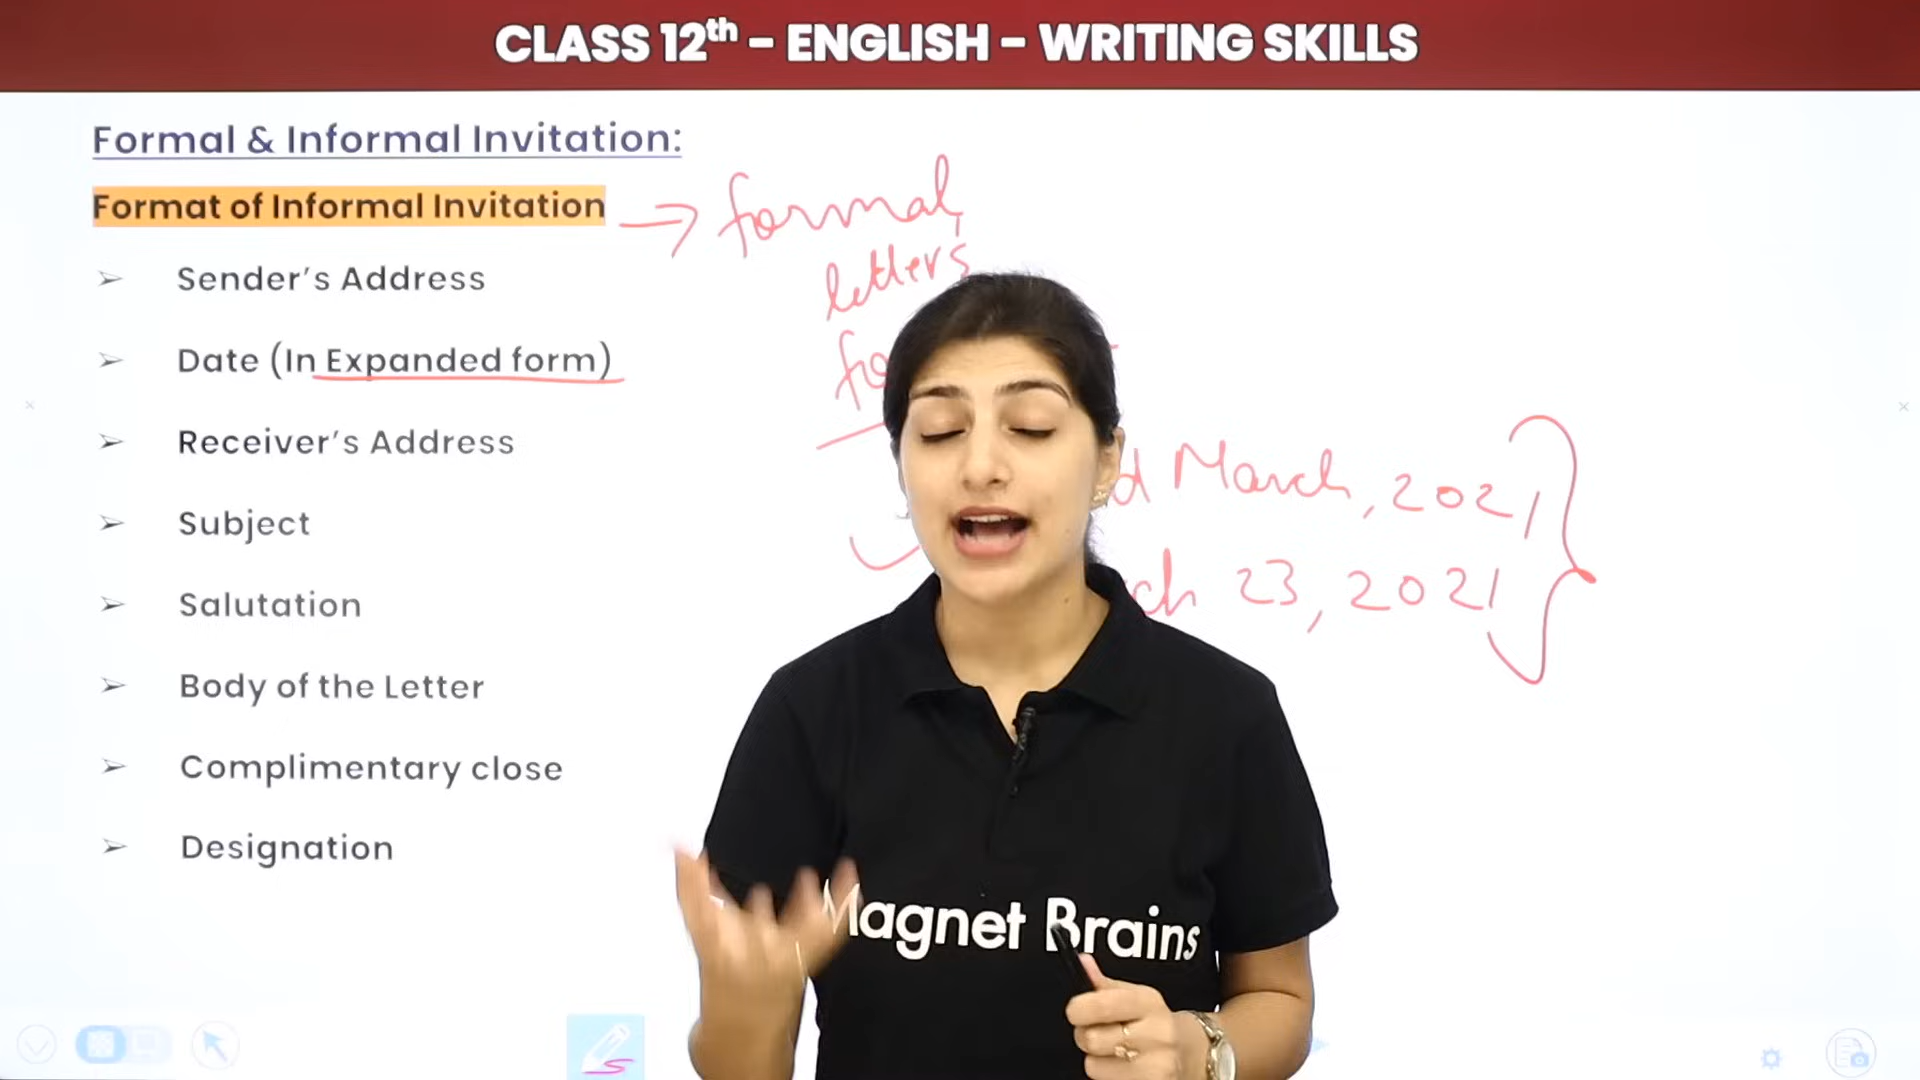 CLASS 12th - ENGLISH - WRITING SKILLS
Formal & Informal Invitation:
Format of Informal Invitation
→ formal
letters
➢ Sender's Address
➢ Date (In Expanded form)
➢ Receiver's Address
➢ Subject
➢ Salutation
➢ Body of the Letter
➢ Complimentary close
➢ Designation
March, 2021
23, 2021
Magnet Brains